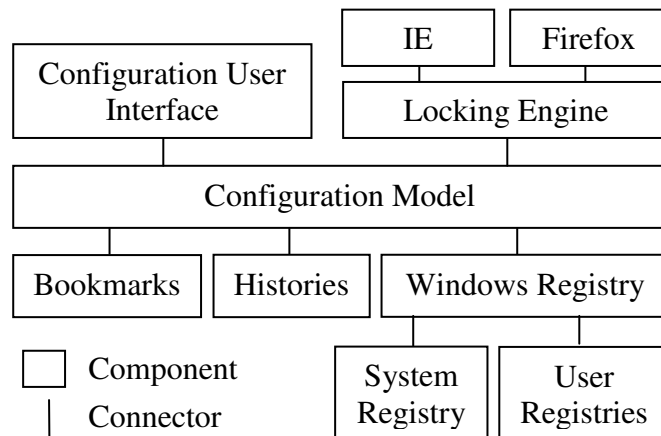 IE
Firefox
Configuration User
Interface
Locking Engine
Configuration Model
Bookmarks
Histories
Windows Registry
System
Registry
User
Registries
Component
Connector